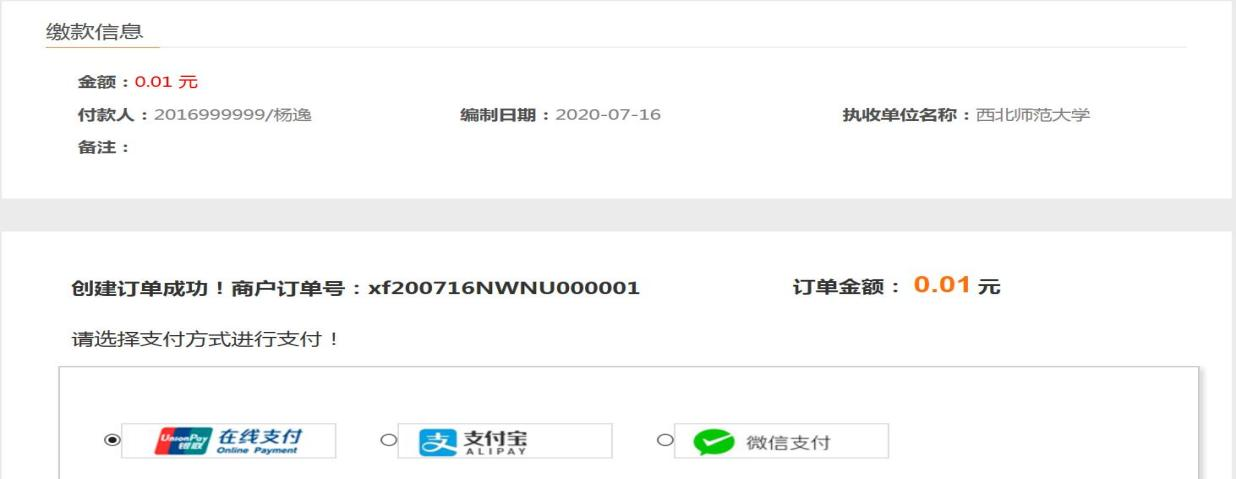 缴款信息
金额：0.01 元
付款人：2016999999/杨逸 编制日期：2020-07-16 执收单位名称：西北师范大学
备注：
创建订单成功！商户订单号：xf200716NWNU000001 订单金额： 0.01 元
请选择支付方式进行支付！
UnionPay 银联 在线支付 Online Payment 支付宝 ALIPAY 微信支付